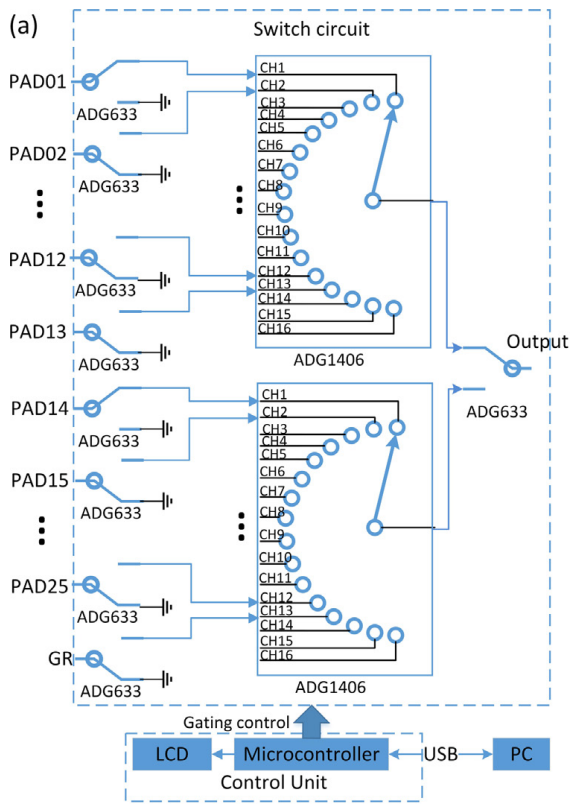 (a)
Switch circuit
PAD01
ADG633
PAD02
ADG633
PAD12
ADG633
PAD13
ADG633
CH1
CH2
CH3
CH4
CH5
CH6
CH7
CH8
CH9
CH10
CH11
CH12
CH13
CH14
CH15
CH16
ADG1406
Output
ADG633
PAD14
ADG633
PAD15
ADG633
PAD25
ADG633
GR
ADG633
CH1
CH2
CH3
CH4
CH5
CH6
CH7
CH8
CH9
CH10
CH11
CH12
CH13
CH14
CH15
CH16
ADG1406
Gating control
LCD
Microcontroller
USB
PC
Control Unit